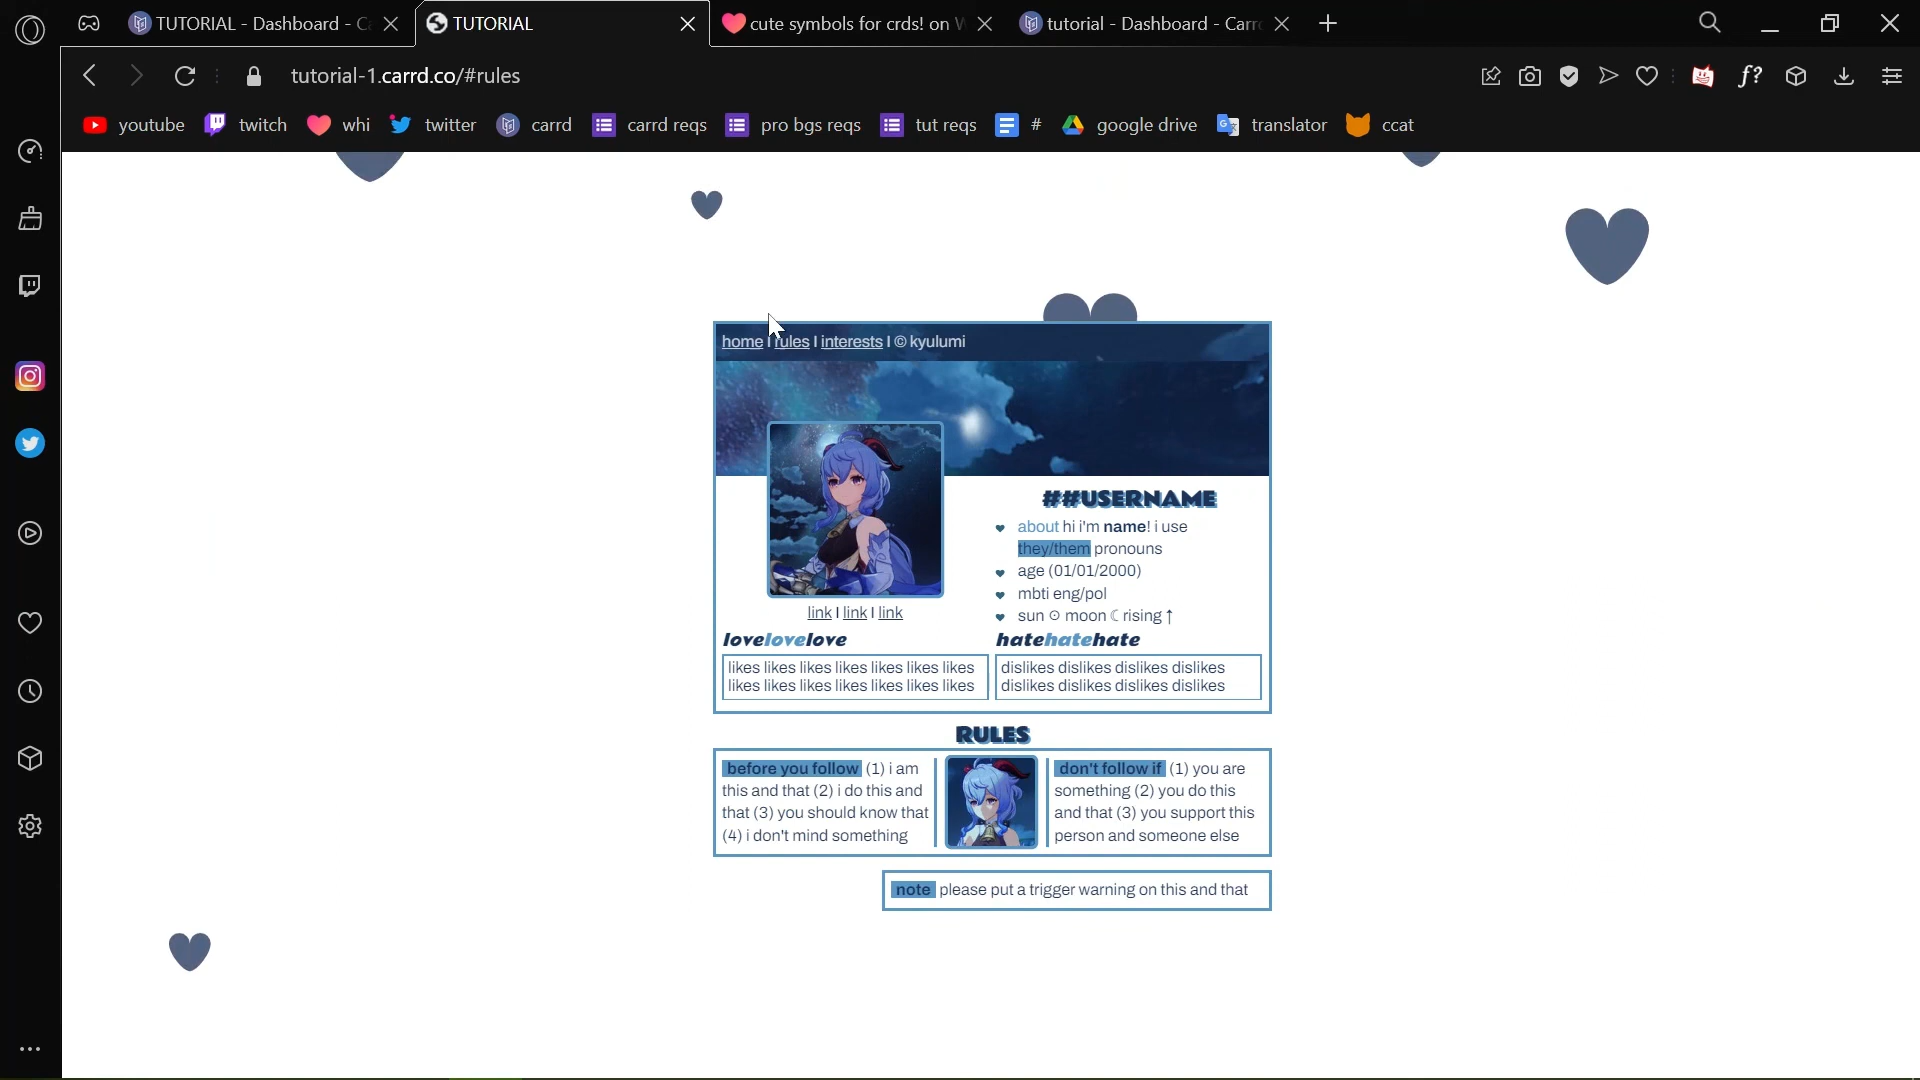 TUTORIAL - Dashboard - Ca
TUTORIAL
cute symbols for crds! on W
tutorial - Dashboard - Carr
tutorial-1.carrd.co/#rules
f?
youtube
twitch
whi
twitter
carrd
carrd reqs
pro bgs reqs
tut reqs
#
google drive
translator
ccat
home I rules I interests I © kyulumi
##USERNAME
about hi i'm name! i use
they/them pronouns
age (01/01/2000)
mbti eng/pol
sun ⊙ moon ☾ rising ↑
link I link I link
lovelovelove
hatehatehate
likes likes likes likes likes likes likes
likes likes likes likes likes likes likes
dislikes dislikes dislikes dislikes
dislikes dislikes dislikes dislikes
RULES
before you follow (1) i am
this and that (2) i do this and
that (3) you should know that
(4) i don't mind something
don't follow if (1) you are
something (2) you do this
and that (3) you support this
person and someone else
note please put a trigger warning on this and that